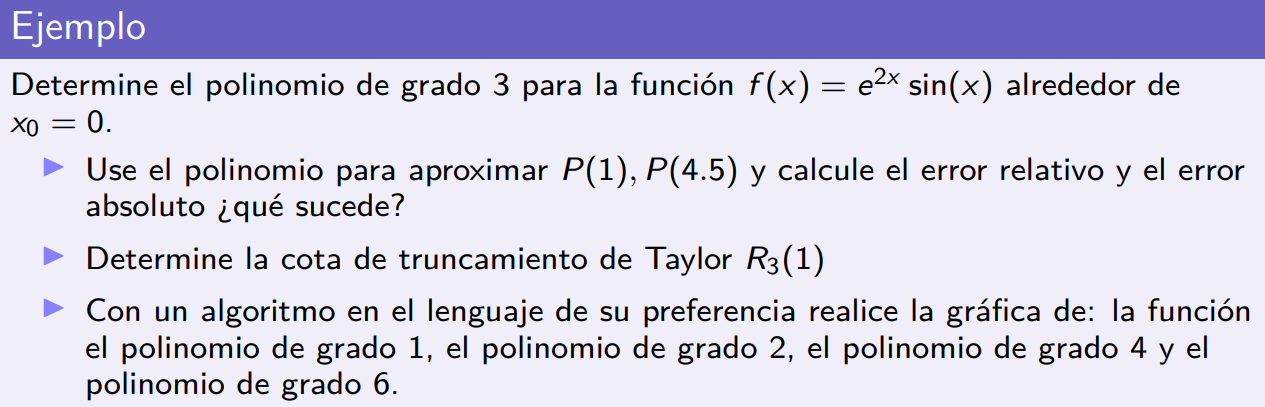 Ejemplo
Determine el polinomio de grado 3 para la función f(x) = e^{2x} sin(x) alrededor de
x_0 = 0.
▶ Use el polinomio para aproximar P(1), P(4.5) y calcule el error relativo y el error
absoluto ¿qué sucede?
▶ Determine la cota de truncamiento de Taylor R_3(1)
▶ Con un algoritmo en el lenguaje de su preferencia realice la gráfica de: la función
el polinomio de grado 1, el polinomio de grado 2, el polinomio de grado 4 y el
polinomio de grado 6.